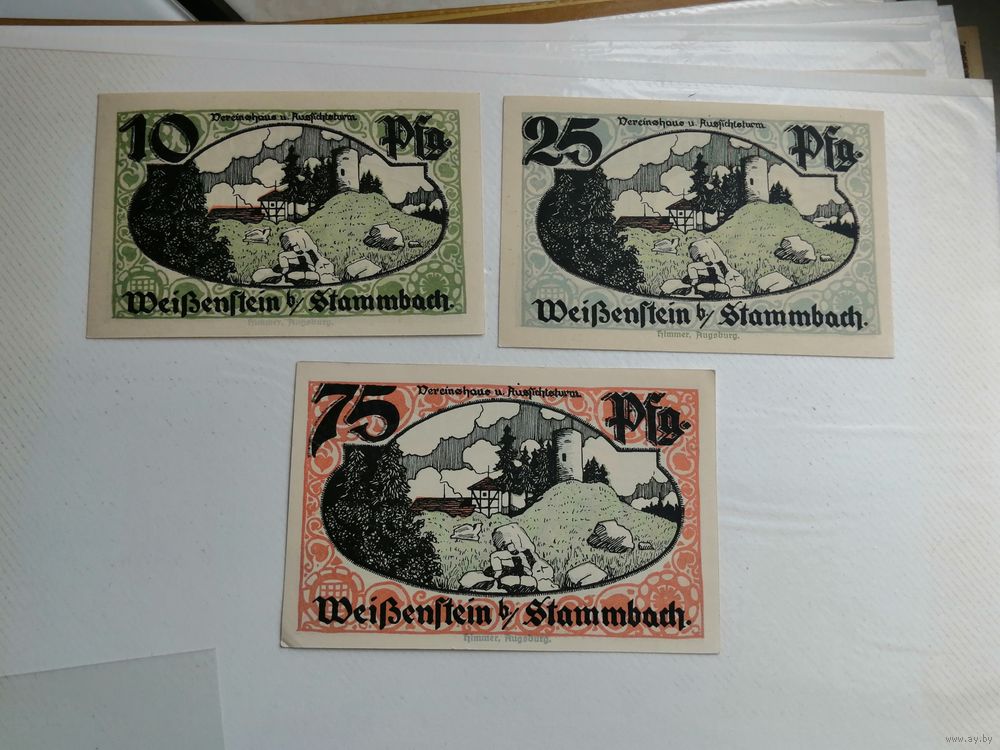 10
Vereinshaus u. Aussichtsturm
Pfg.
Weißenstein b/ Stammbach.
Himmer, Augsburg.
25
Vereinshaus u. Aussichtsturm
Pfg.
Weißenstein b/ Stammbach.
Himmer, Augsburg.
75
Vereinshaus u. Aussichtsturm
Pfg.
Weißenstein b/ Stammbach.
Himmer, Augsburg.
www.ay.by